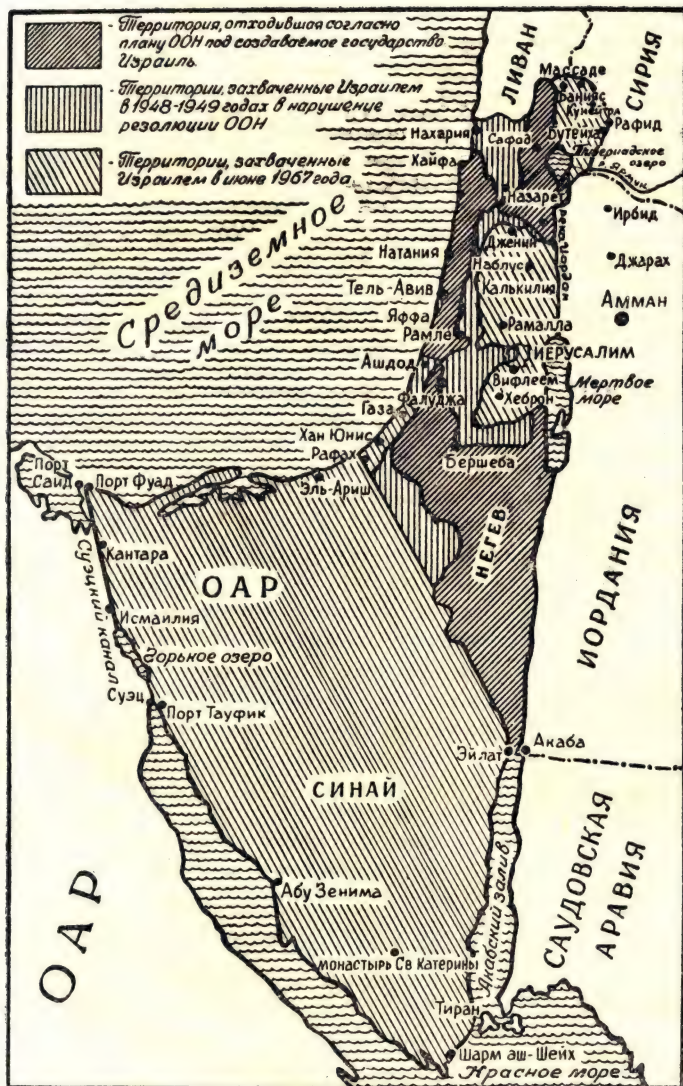 - Территория, отходившая согласно
плану ООН под создаваемое государство
Израиль.
- Территории, захваченные Израилем
в 1948-1949 годах в нарушение
резолюции ООН
- Территории, захваченные
Израилем в июне 1967 года.
ЛИВАН
СИРИЯ
Массаде
Банияс
Кунейтра
Рафид
Бутейха
Тивериадское
озеро
р. Ярмук
Нахария
Сафад
Хайфа
Назарет
река Иордан
Ирбид
Дженин
Натания
Наблус
Джарах
Средиземное
море
Тель-Авив
Калькилия
АММАН
Яффа
Рамле
Рамалла
ИЕРУСАЛИМ
Ашдод
Вифлеем
Мертвое
море
Фалуджа
Хеброн
Газа
Хан Юнис
Рафах
Бершеба
Порт
Саид
Порт Фуад
Эль-Ариш
НЕГЕВ
ИОРДАНИЯ
Кантара
Суэцкий канал
ОАР
Исмаилия
Горькое озеро
Суэц
Порт Тауфик
Эйлат
Акаба
СИНАЙ
САУДОВСКАЯ
АРАВИЯ
ОАР
Абу Зенима
Акабский залив
монастырь Св Катерины
Тиран
Шарм аш-Шейх
Красное море